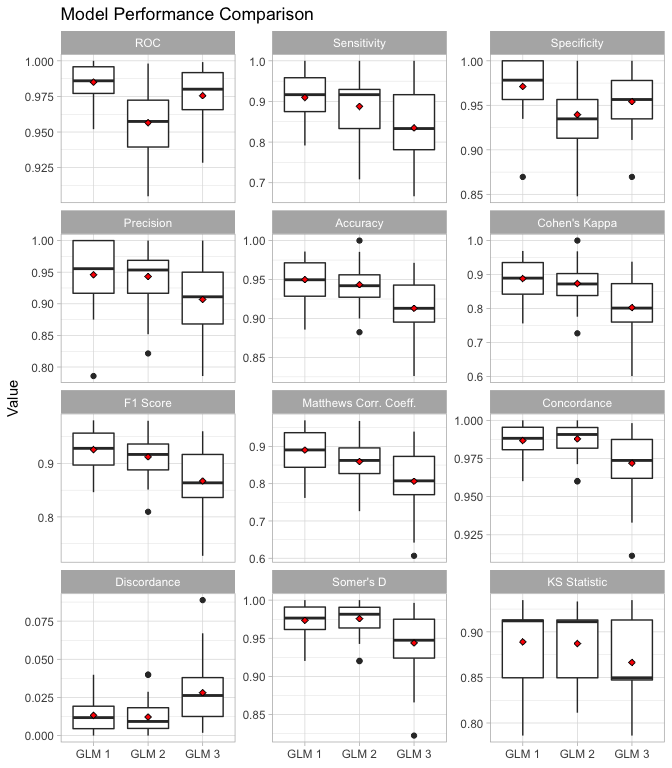 Model Performance Comparison
ROC
Sensitivity
Specificity
1.000
0.975
0.950
0.925
1.0
0.9
0.8
0.7
1.00
0.95
0.90
0.85
Precision
Accuracy
Cohen's Kappa
1.00
0.95
0.90
0.85
0.80
1.00
0.95
0.90
0.85
1.0
0.9
0.8
0.7
0.6
Value
F1 Score
Matthews Corr. Coeff.
Concordance
0.9
0.8
0.9
0.8
0.7
0.6
1.000
0.975
0.950
0.925
Discordance
Somer's D
KS Statistic
0.075
0.050
0.025
0.000
1.00
0.95
0.90
0.85
0.90
0.85
0.80
GLM 1 GLM 2 GLM 3
GLM 1 GLM 2 GLM 3
GLM 1 GLM 2 GLM 3